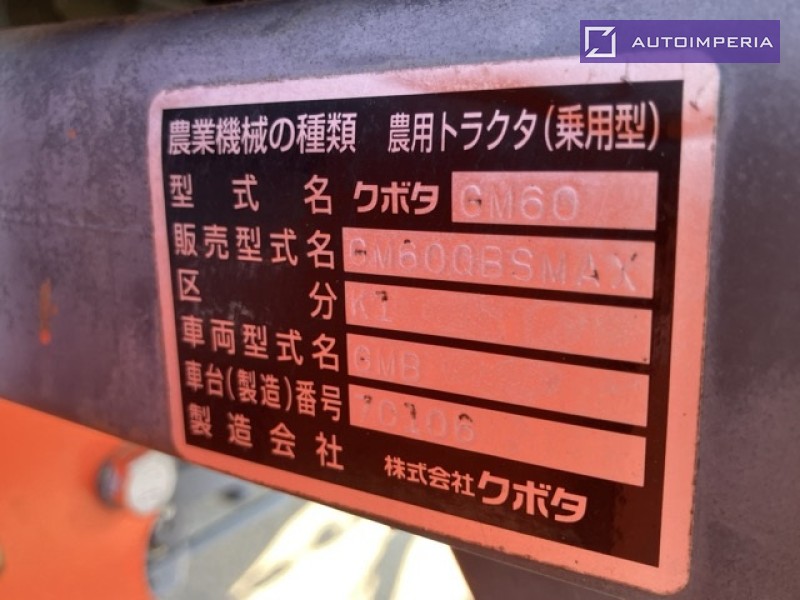 AUTOIMPERIA
農業機械の種類 農用トラクタ(乗用型)
型式名 クボタ GM60
販売型式名 GM60QBSMAX
区分 K1
車両型式名 GMB
車台(製造)番号 70106
製造会社 株式会社クボタ